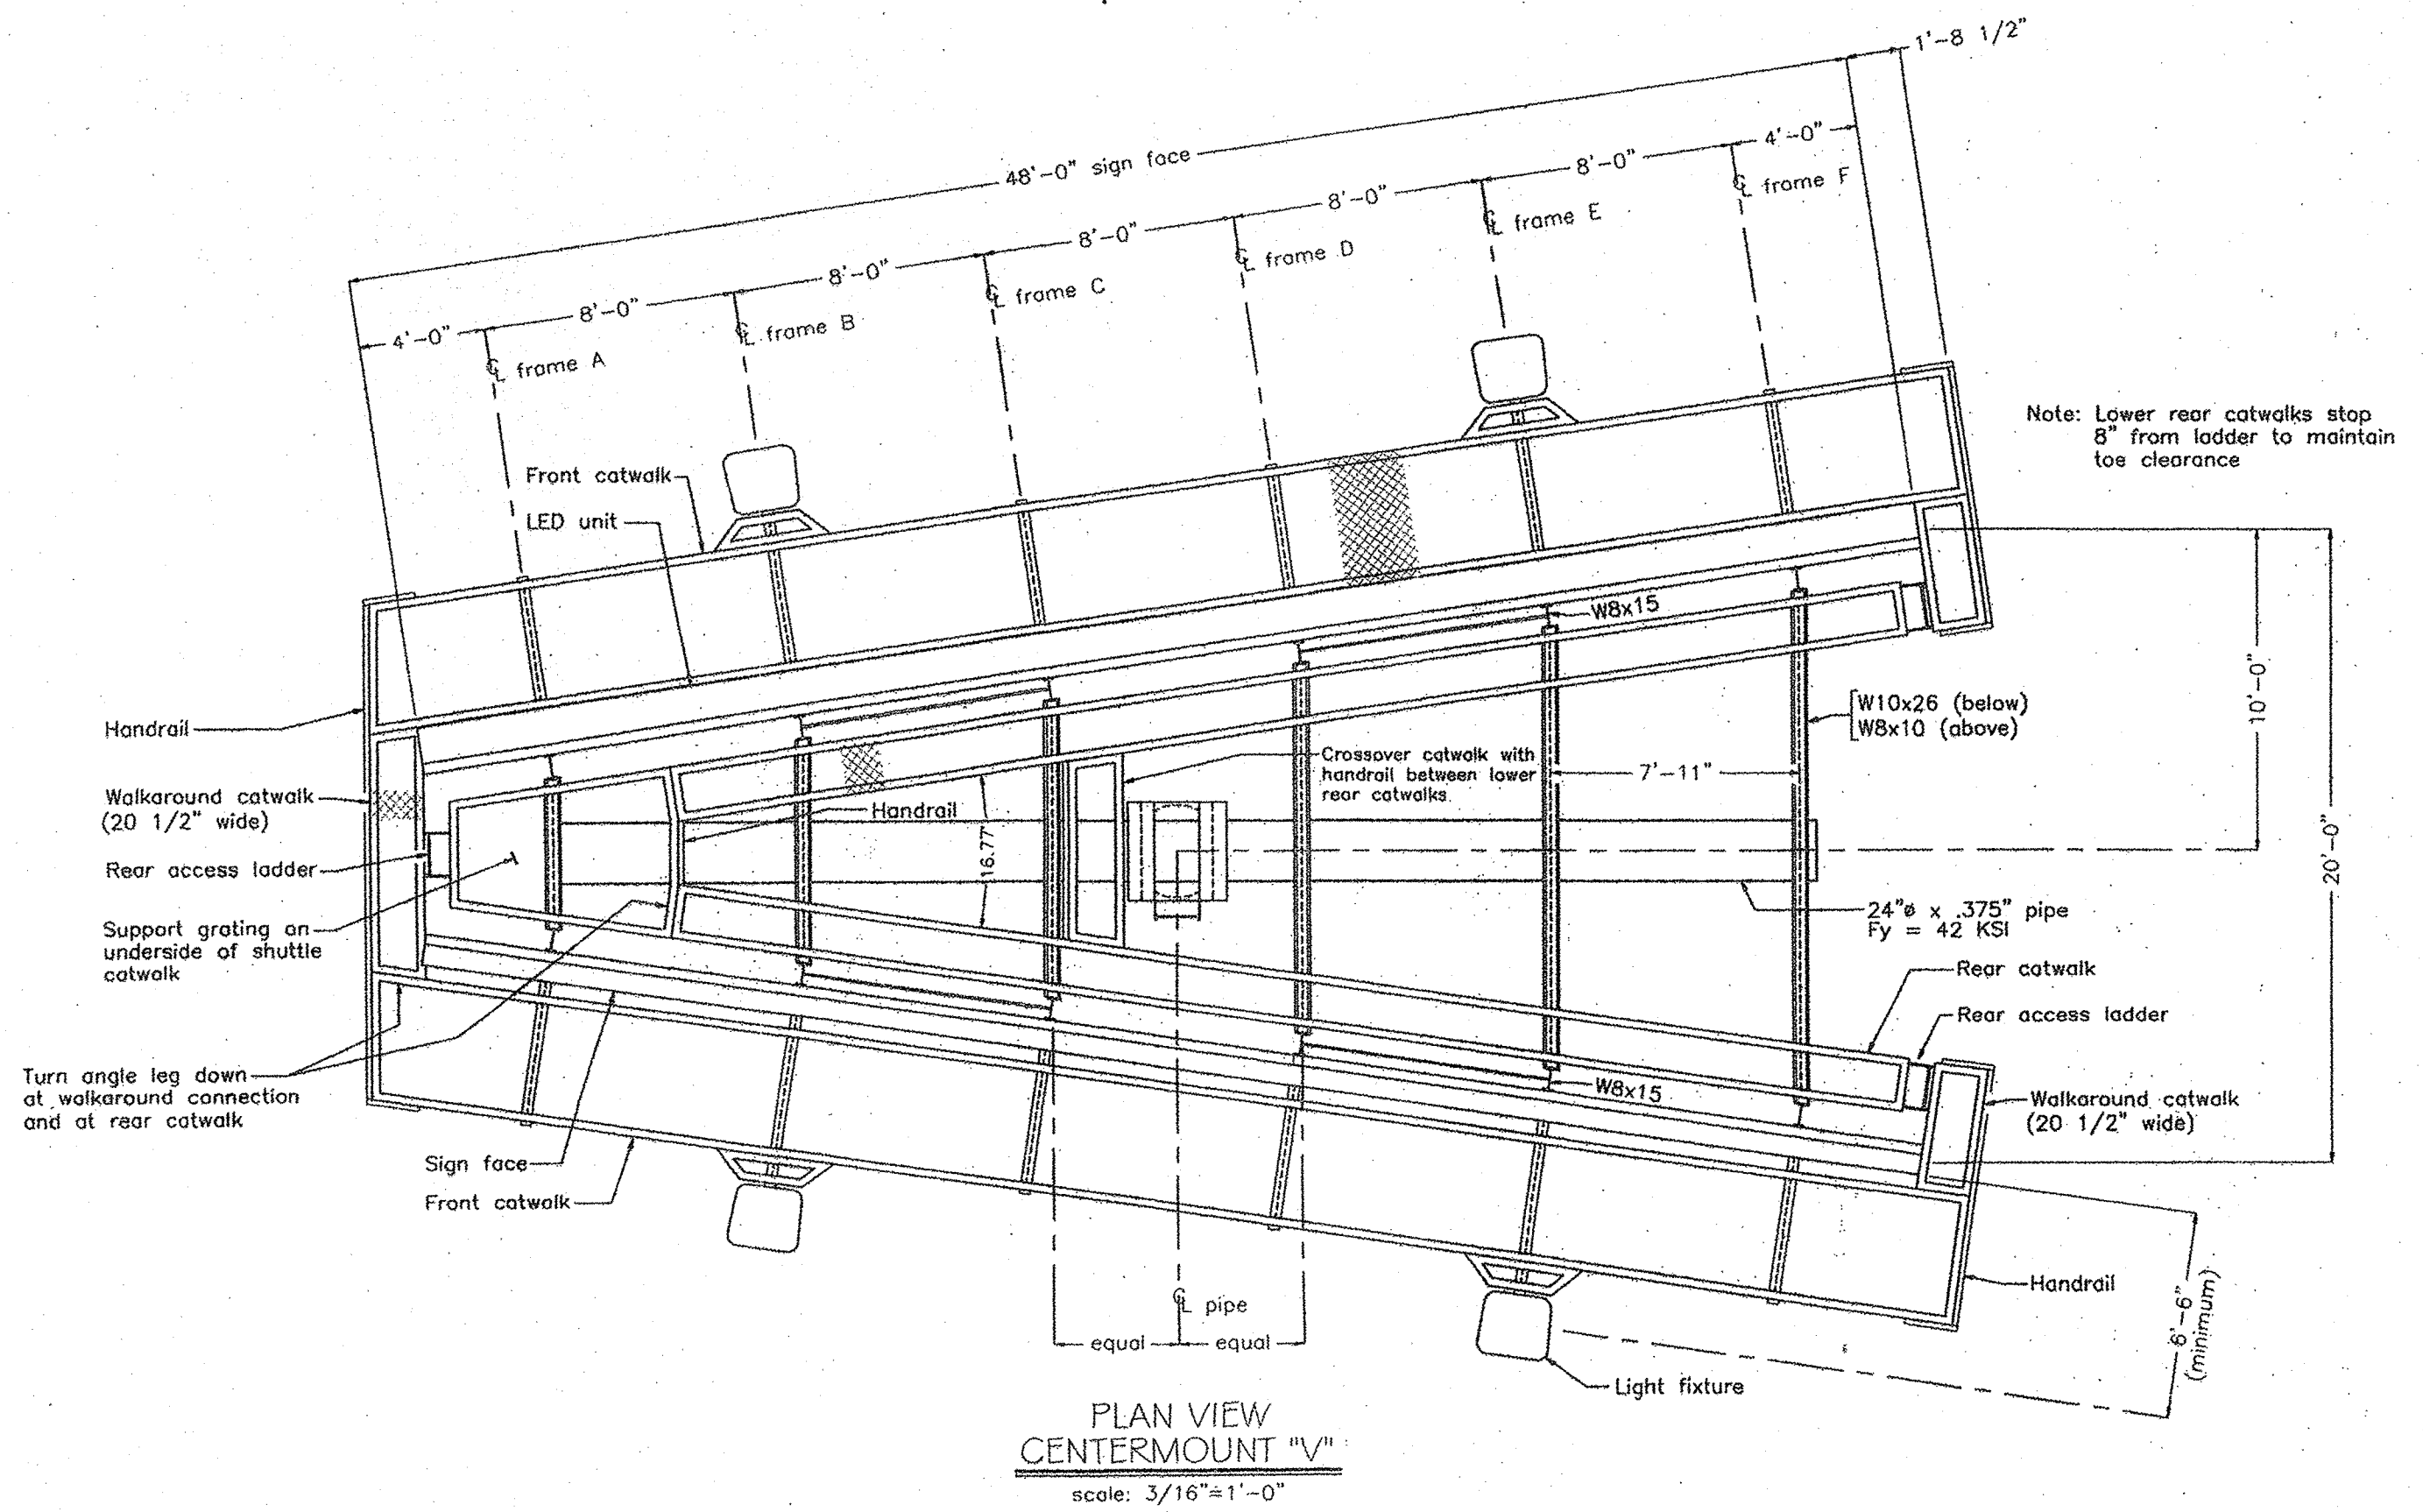 1'-8 1/2"
48'-0" sign face
4'-0"
8'-0"
8'-0"
8'-0"
8'-0"
8'-0"
4'-0"
℄ frame A
℄ frame B
℄ frame C
℄ frame D
℄ frame E
℄ frame F
Note: Lower rear catwalks stop
8" from ladder to maintain
toe clearance
Front catwalk
LED unit
Handrail
Walkaround catwalk
(20 1/2" wide)
Rear access ladder
Support grating on
underside of shuttle
catwalk
Turn angle leg down
at walkaround connection
and at rear catwalk
Sign face
Front catwalk
W8x15
Crossover catwalk with
handrail between lower
rear catwalks
Handrail
16.77°
7'-11"
W10x26 (below)
W8x10 (above)
10'-0"
20'-0"
24"ø x .375" pipe
Fy = 42 KSI
Rear catwalk
Rear access ladder
W8x15
Walkaround catwalk
(20 1/2" wide)
Handrail
6'-6"
(minimum)
℄ pipe
equal
equal
Light fixture
PLAN VIEW
CENTERMOUNT "V"
scale: 3/16"=1'-0"